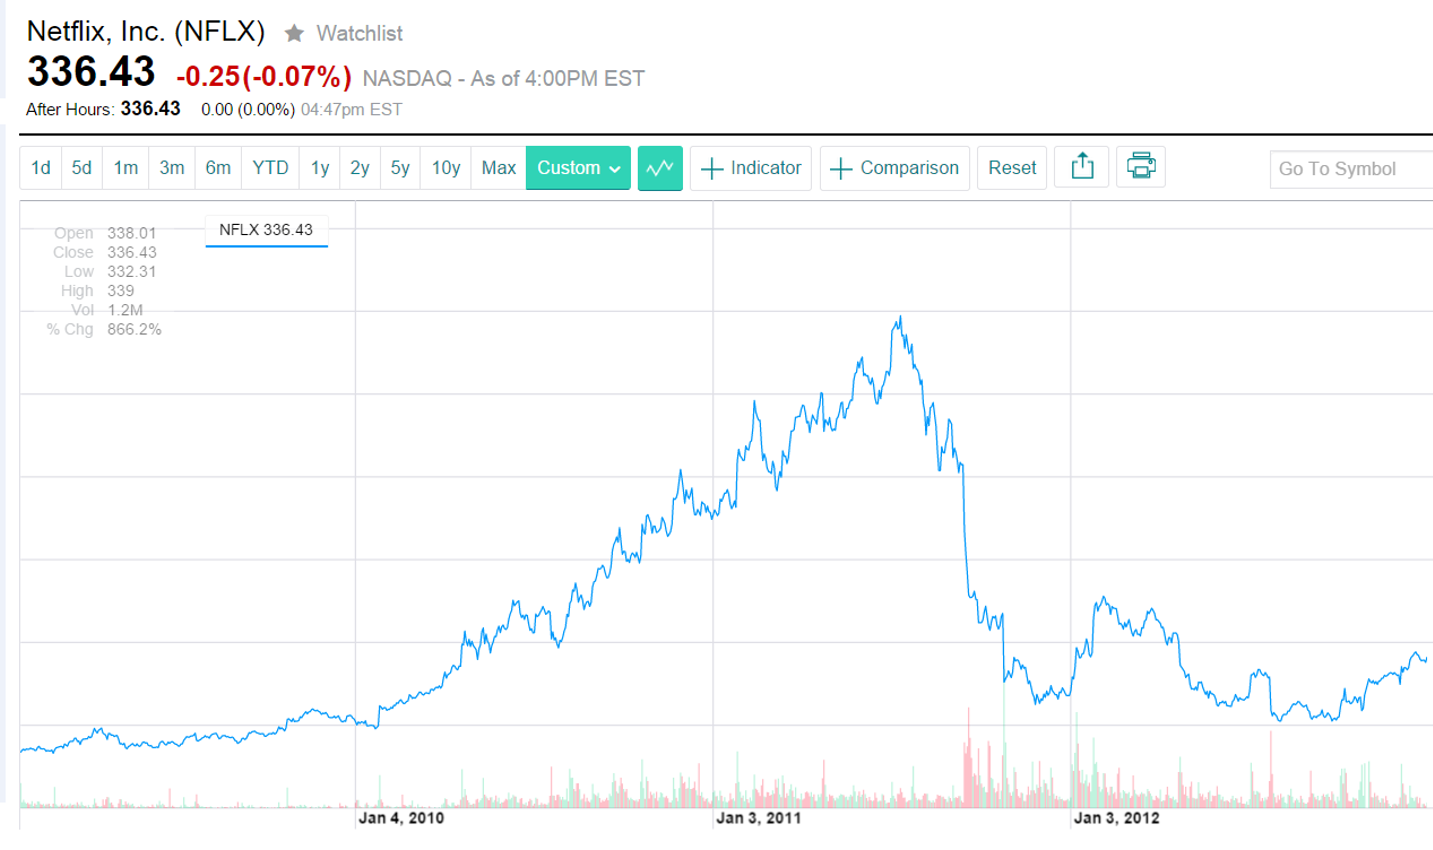 Netflix, Inc. (NFLX) Watchlist
336.43 -0.25(-0.07%) NASDAQ - As of 4:00PM EST
After Hours: 336.43 0.00 (0.00%) 04:47pm EST
1d 5d 1m 3m 6m YTD 1y 2y 5y 10y Max Custom Indicator Comparison Reset Go To Symbol
NFLX 336.43
Open 338.01
Close 336.43
Low 332.31
High 339
Vol 1.2M
% Chg 866.2%
Jan 4, 2010 Jan 3, 2011 Jan 3, 2012